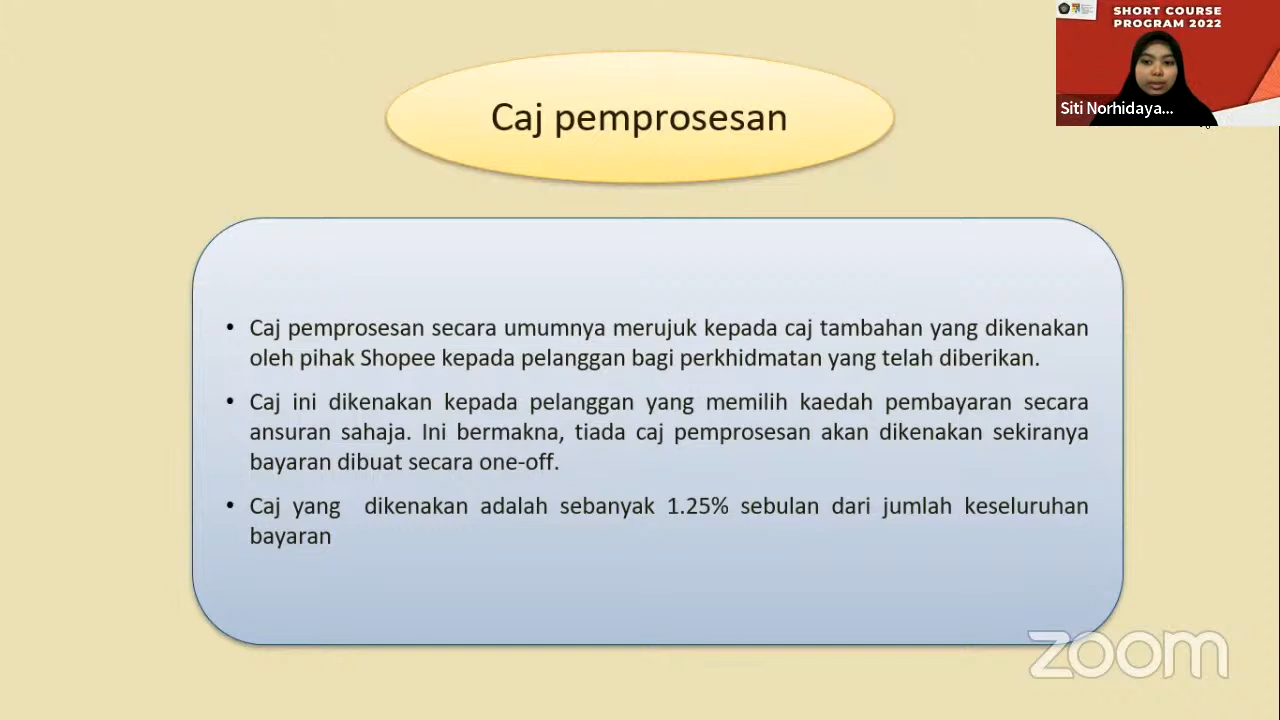 SHORT COURSE
PROGRAM 2022
Siti Norhidaya...
Caj pemprosesan
• Caj pemprosesan secara umumnya merujuk kepada caj tambahan yang dikenakan
oleh pihak Shopee kepada pelanggan bagi perkhidmatan yang telah diberikan.
• Caj ini dikenakan kepada pelanggan yang memilih kaedah pembayaran secara
ansuran sahaja. Ini bermakna, tiada caj pemprosesan akan dikenakan sekiranya
bayaran dibuat secara one-off.
• Caj yang dikenakan adalah sebanyak 1.25% sebulan dari jumlah keseluruhan
bayaran
zoom